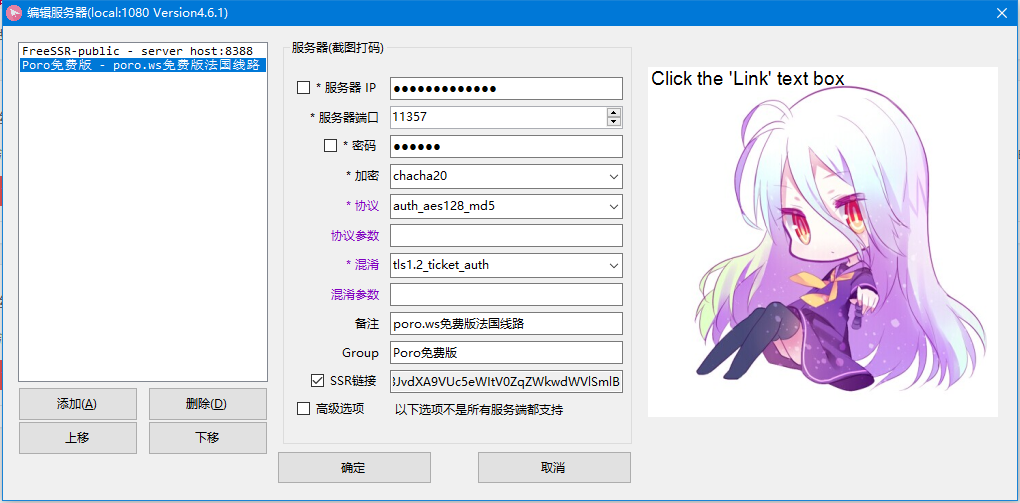 编辑服务器(local:1080 Version4.6.1)
FreeSSR-public - server host:8388
Poro免费版 - poro.ws免费版法国线路
添加(A)
删除(D)
上移
下移
服务器(截图打码)
* 服务器 IP ●●●●●●●●●●●●●
* 服务器端口 11357
* 密码 ●●●●●●
* 加密 chacha20
* 协议 auth_aes128_md5
协议参数
* 混淆 tls1.2_ticket_auth
混淆参数
备注 poro.ws免费版法国线路
Group Poro免费版
SSR链接 JvdXA9VUc5eWItV0ZqZWkwdWVlSmlB
高级选项 以下选项不是所有服务端都支持
确定
取消
Click the 'Link' text box